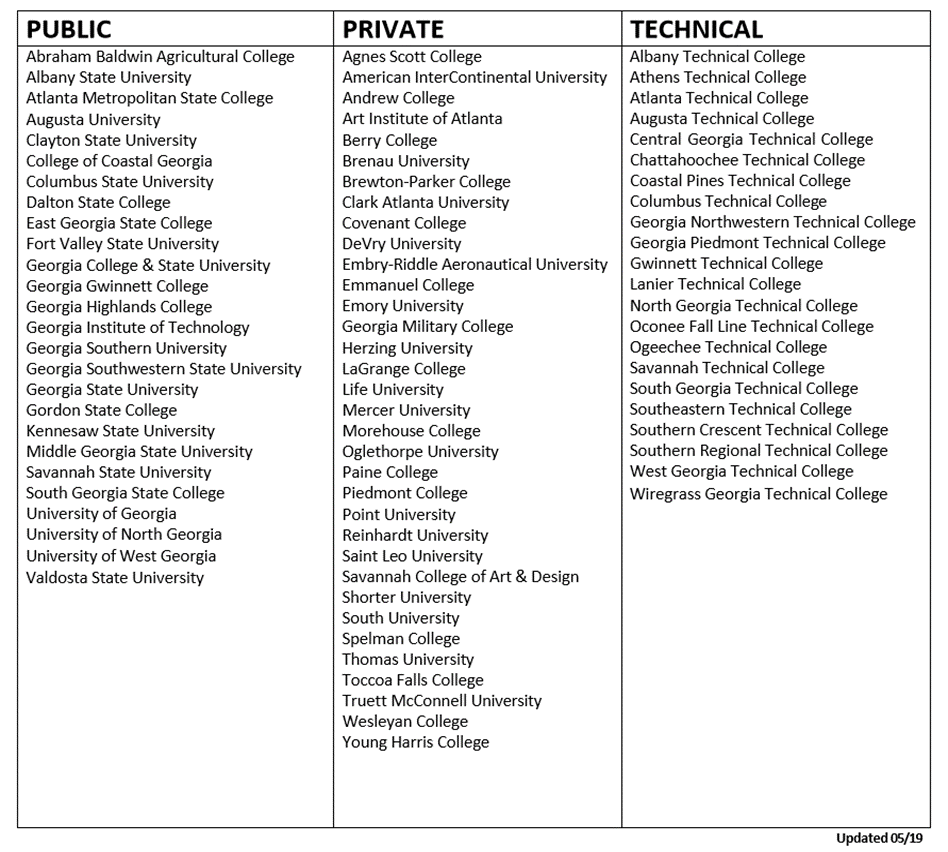 PUBLIC
Abraham Baldwin Agricultural College
Albany State University
Atlanta Metropolitan State College
Augusta University
Clayton State University
College of Coastal Georgia
Columbus State University
Dalton State College
East Georgia State College
Fort Valley State University
Georgia College & State University
Georgia Gwinnett College
Georgia Highlands College
Georgia Institute of Technology
Georgia Southern University
Georgia Southwestern State University
Georgia State University
Gordon State College
Kennesaw State University
Middle Georgia State University
Savannah State University
South Georgia State College
University of Georgia
University of North Georgia
University of West Georgia
Valdosta State University
PRIVATE
Agnes Scott College
American InterContinental University
Andrew College
Art Institute of Atlanta
Berry College
Brenau University
Brewton-Parker College
Clark Atlanta University
Covenant College
DeVry University
Embry-Riddle Aeronautical University
Emmanuel College
Emory University
Georgia Military College
Herzing University
LaGrange College
Life University
Mercer University
Morehouse College
Oglethorpe University
Paine College
Piedmont College
Point University
Reinhardt University
Saint Leo University
Savannah College of Art & Design
Shorter University
South University
Spelman College
Thomas University
Toccoa Falls College
Truett McConnell University
Wesleyan College
Young Harris College
TECHNICAL
Albany Technical College
Athens Technical College
Atlanta Technical College
Augusta Technical College
Central Georgia Technical College
Chattahoochee Technical College
Coastal Pines Technical College
Columbus Technical College
Georgia Northwestern Technical College
Georgia Piedmont Technical College
Gwinnett Technical College
Lanier Technical College
North Georgia Technical College
Oconee Fall Line Technical College
Ogeechee Technical College
Savannah Technical College
South Georgia Technical College
Southeastern Technical College
Southern Crescent Technical College
Southern Regional Technical College
West Georgia Technical College
Wiregrass Georgia Technical College
Updated 05/19